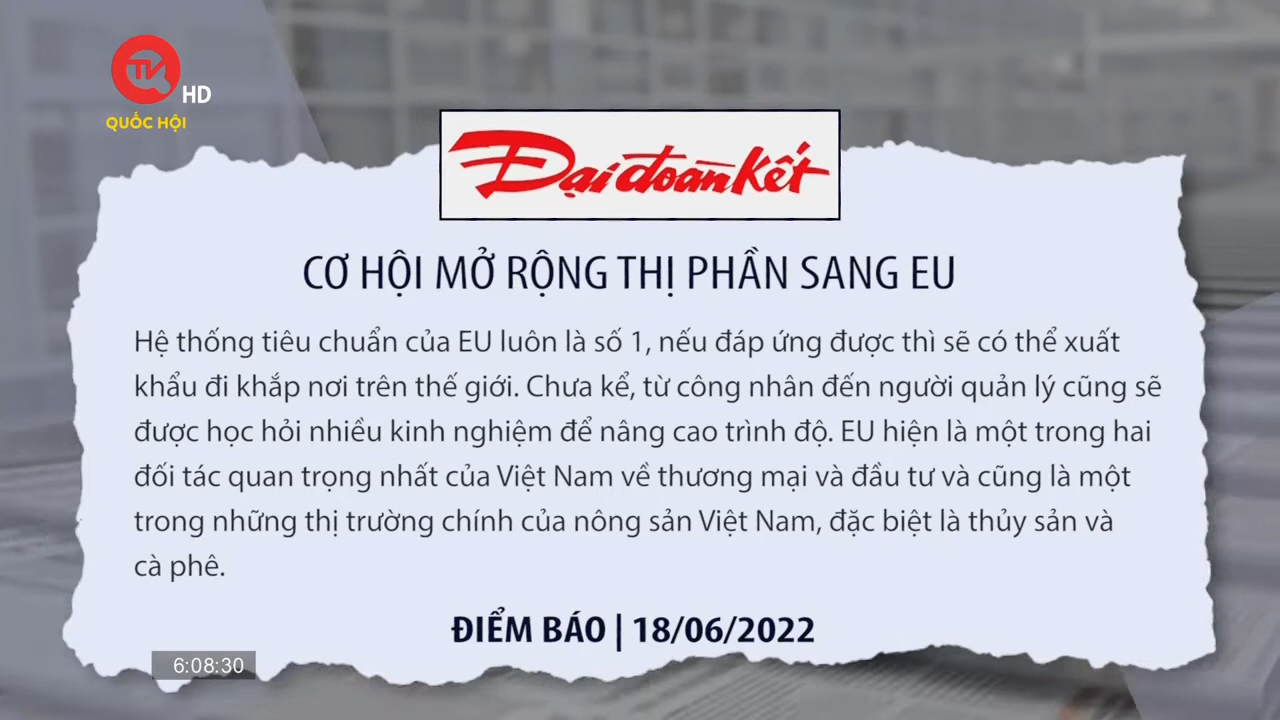 TV
HD
QUỐC HỘI
Đại đoàn kết
CƠ HỘI MỞ RỘNG THỊ PHẦN SANG EU
Hệ thống tiêu chuẩn của EU luôn là số 1, nếu đáp ứng được thì sẽ có thể xuất
khẩu đi khắp nơi trên thế giới. Chưa kể, từ công nhân đến người quản lý cũng sẽ
được học hỏi nhiều kinh nghiệm để nâng cao trình độ. EU hiện là một trong hai
đối tác quan trọng nhất của Việt Nam về thương mại và đầu tư và cũng là một
trong những thị trường chính của nông sản Việt Nam, đặc biệt là thủy sản và
cà phê.
ĐIỂM BÁO | 18/06/2022
6:08:30